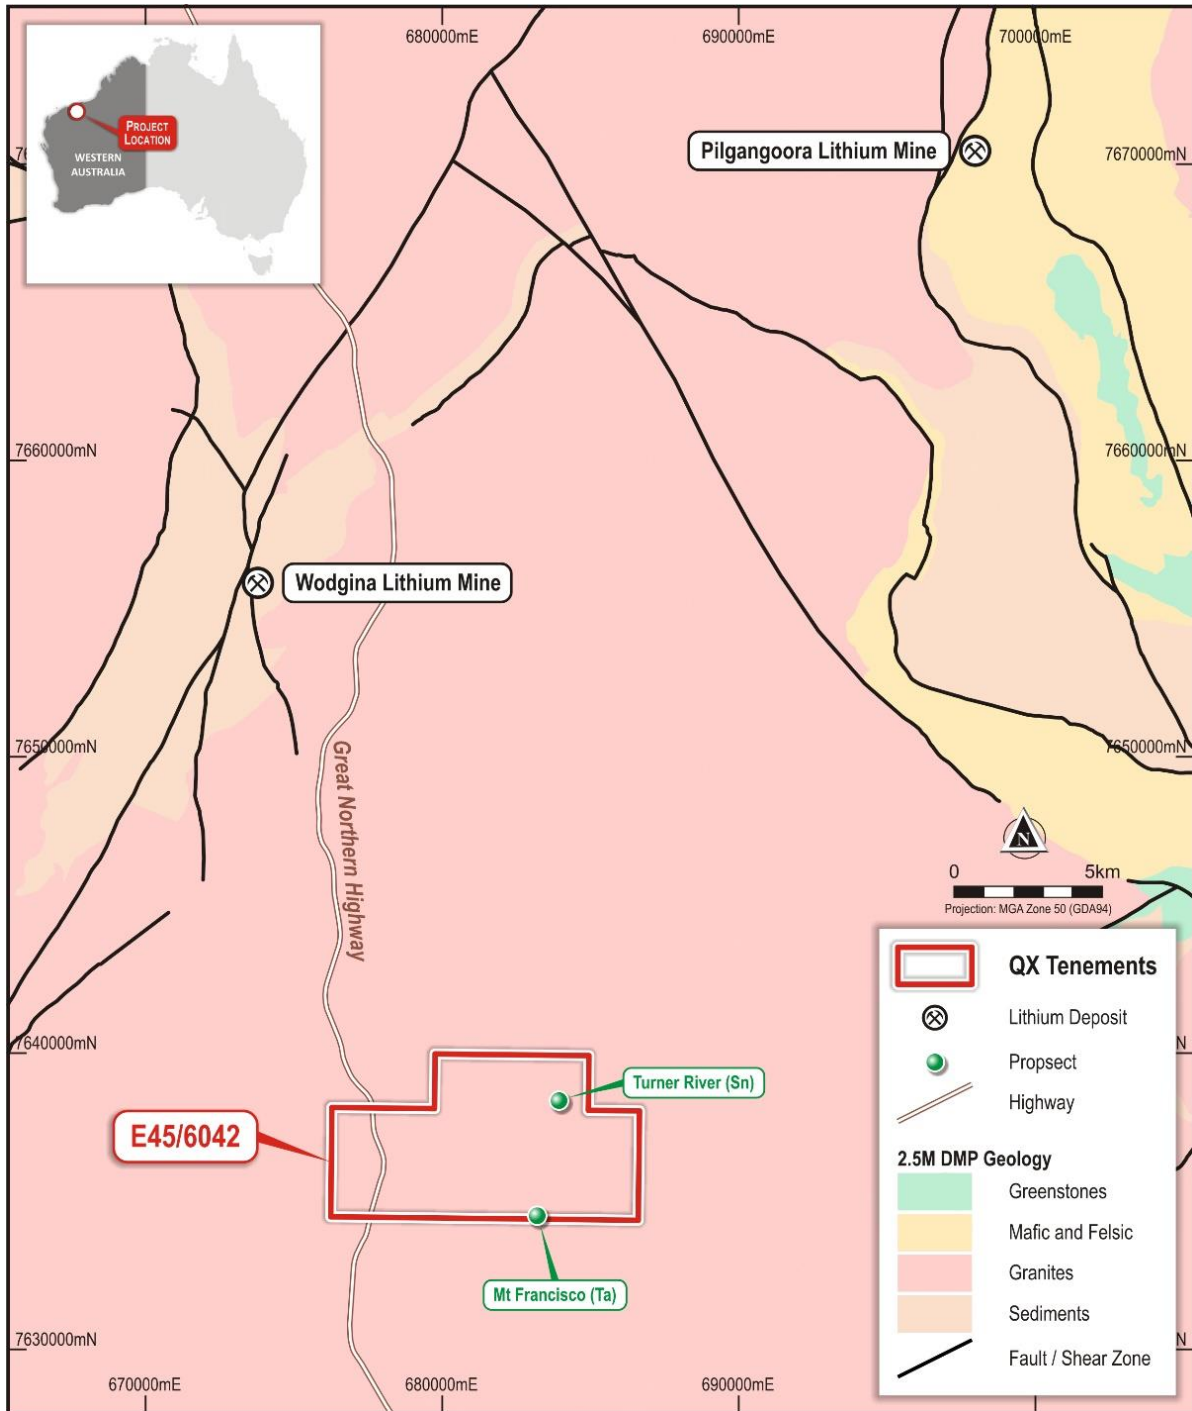 680000mE
690000mE
700000mE
PROJECT
LOCATION
WESTERN
AUSTRALIA
Pilgangoora Lithium Mine
7670000mN
7660000mN
7660000mN
Wodgina Lithium Mine
7650000mN
7650000mN
Great Northern Highway
N
0 5km
Projection: MGA Zone 50 (GDA94)
QX Tenements
Lithium Deposit
Propsect
Highway
2.5M DMP Geology
Greenstones
Mafic and Felsic
Granites
Sediments
Fault / Shear Zone
7640000mN
Turner River (Sn)
E45/6042
Mt Francisco (Ta)
7630000mN
670000mE
680000mE
690000mE